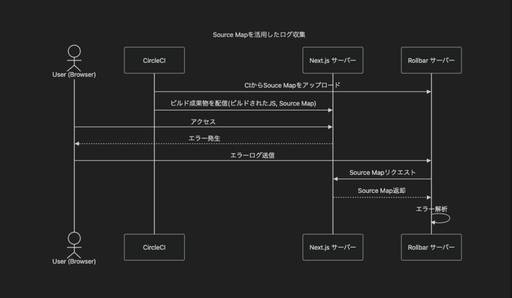 Source Mapを活用したログ収集
User (Browser)
CircleCI
Next.js サーバー
Rollbar サーバー
CIからSouce Mapをアップロード
ビルド成果物を配信(ビルドされたJS, Source Map)
アクセス
エラー発生
エラーログ送信
Source Mapリクエスト
Source Map返却
エラー解析
User (Browser)
CircleCI
Next.js サーバー
Rollbar サーバー